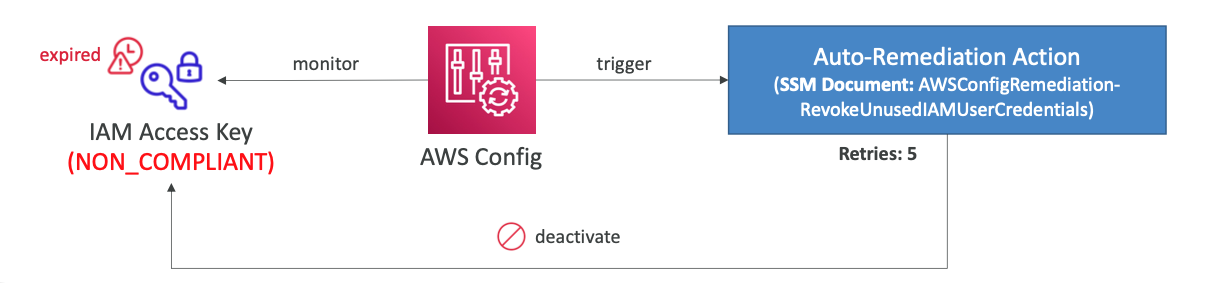 expired
monitor
trigger
Auto-Remediation Action
(SSM Document: AWSConfigRemediation-
RevokeUnusedIAMUserCredentials)
IAM Access Key
(NON_COMPLIANT)
AWS Config
Retries: 5
deactivate